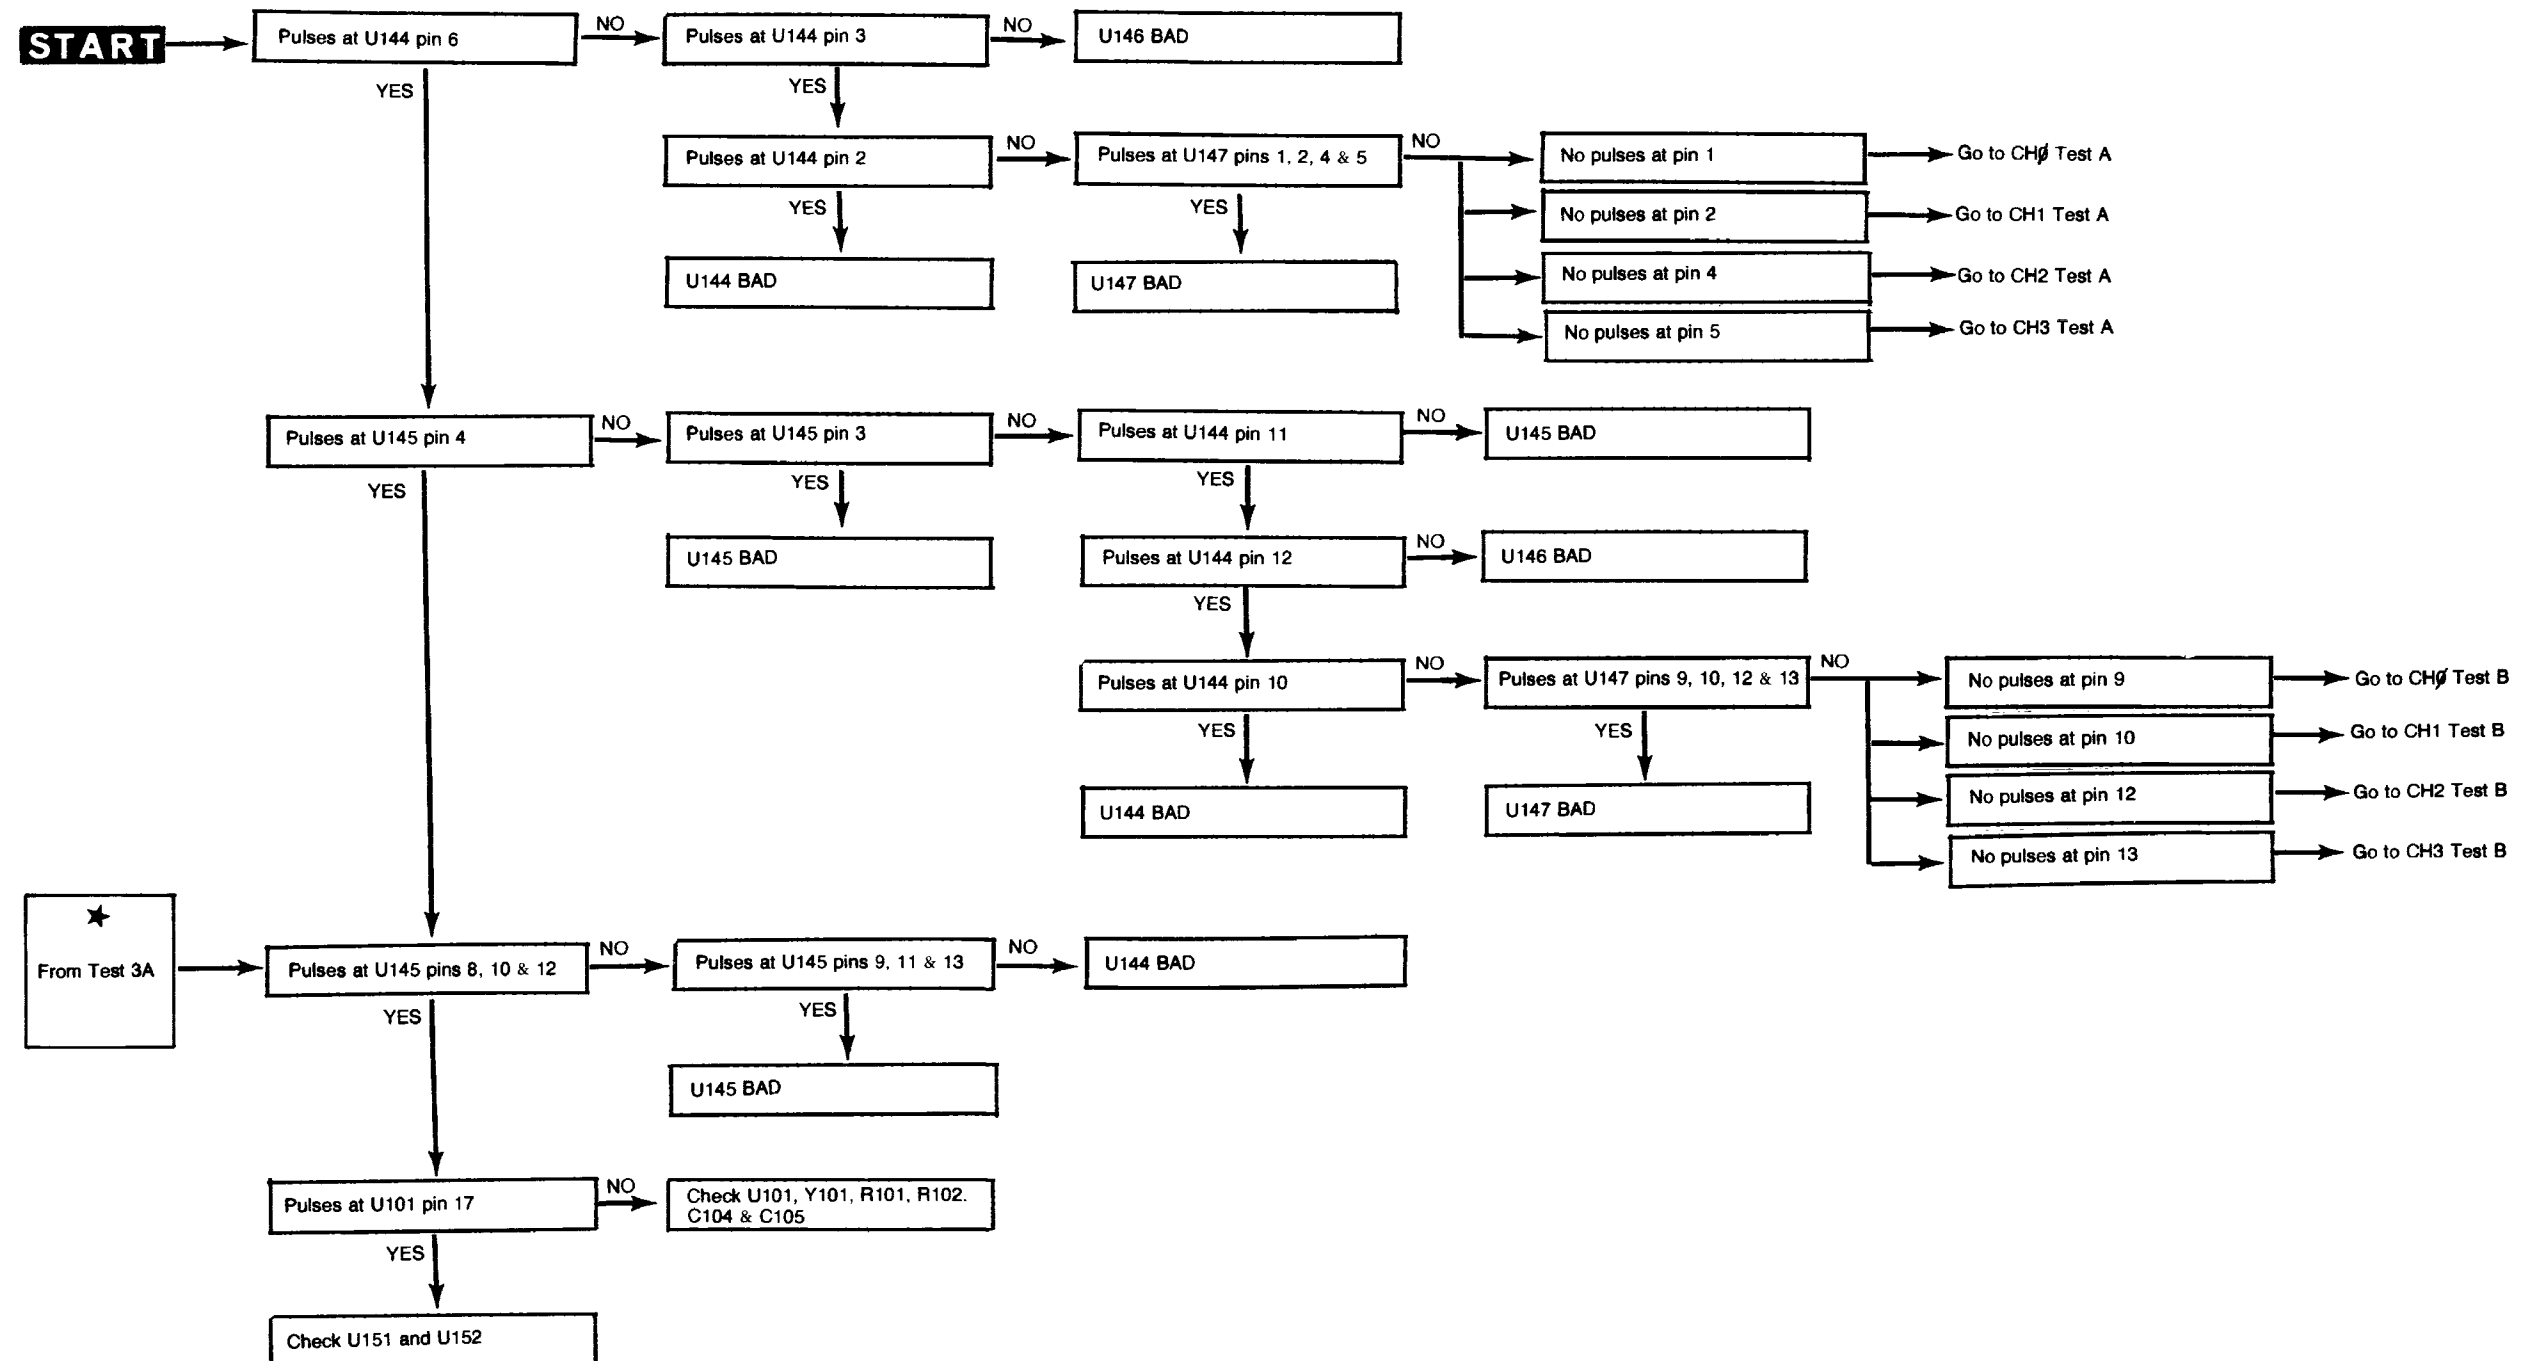 START
Pulses at U144 pin 6
NO
Pulses at U144 pin 3
NO
U146 BAD
YES
YES
Pulses at U144 pin 2
NO
Pulses at U147 pins 1, 2, 4 & 5
NO
No pulses at pin 1
Go to CHØ Test A
YES
YES
No pulses at pin 2
Go to CH1 Test A
U144 BAD
U147 BAD
No pulses at pin 4
Go to CH2 Test A
No pulses at pin 5
Go to CH3 Test A
Pulses at U145 pin 4
NO
Pulses at U145 pin 3
NO
Pulses at U144 pin 11
NO
U145 BAD
YES
YES
YES
U145 BAD
Pulses at U144 pin 12
NO
U146 BAD
YES
Pulses at U144 pin 10
NO
Pulses at U147 pins 9, 10, 12 & 13
NO
No pulses at pin 9
Go to CHØ Test B
YES
YES
No pulses at pin 10
Go to CH1 Test B
U144 BAD
U147 BAD
No pulses at pin 12
Go to CH2 Test B
No pulses at pin 13
Go to CH3 Test B
From Test 3A
Pulses at U145 pins 8, 10 & 12
NO
Pulses at U145 pins 9, 11 & 13
NO
U144 BAD
YES
YES
U145 BAD
Pulses at U101 pin 17
NO
Check U101, Y101, R101, R102.
C104 & C105
YES
Check U151 and U152